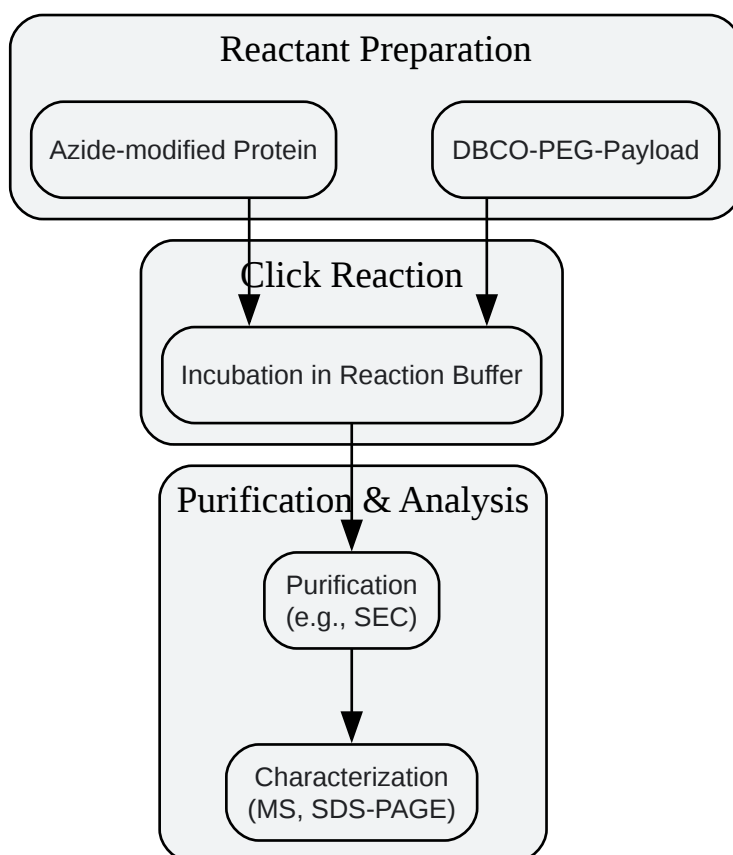 Reactant Preparation
Azide-modified Protein
DBCO-PEG-Payload
Click Reaction
Incubation in Reaction Buffer
Purification & Analysis
Purification
(e.g., SEC)
Characterization
(MS, SDS-PAGE)